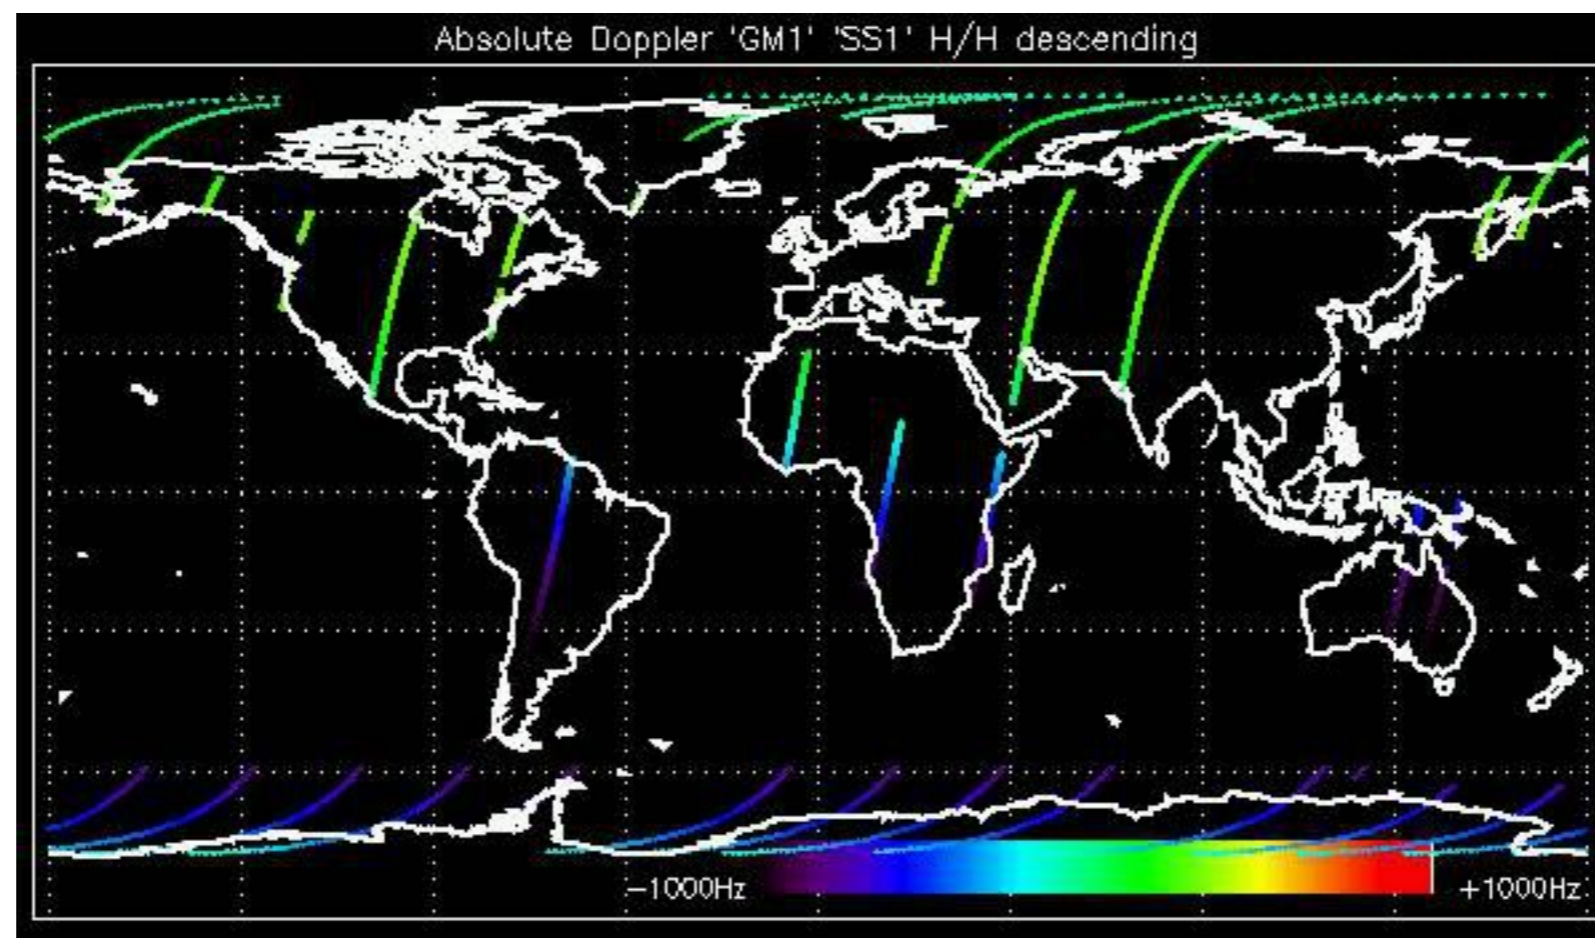 Absolute Doppler 'GM1' 'SS1' H/H descending
-1000Hz
+1000Hz